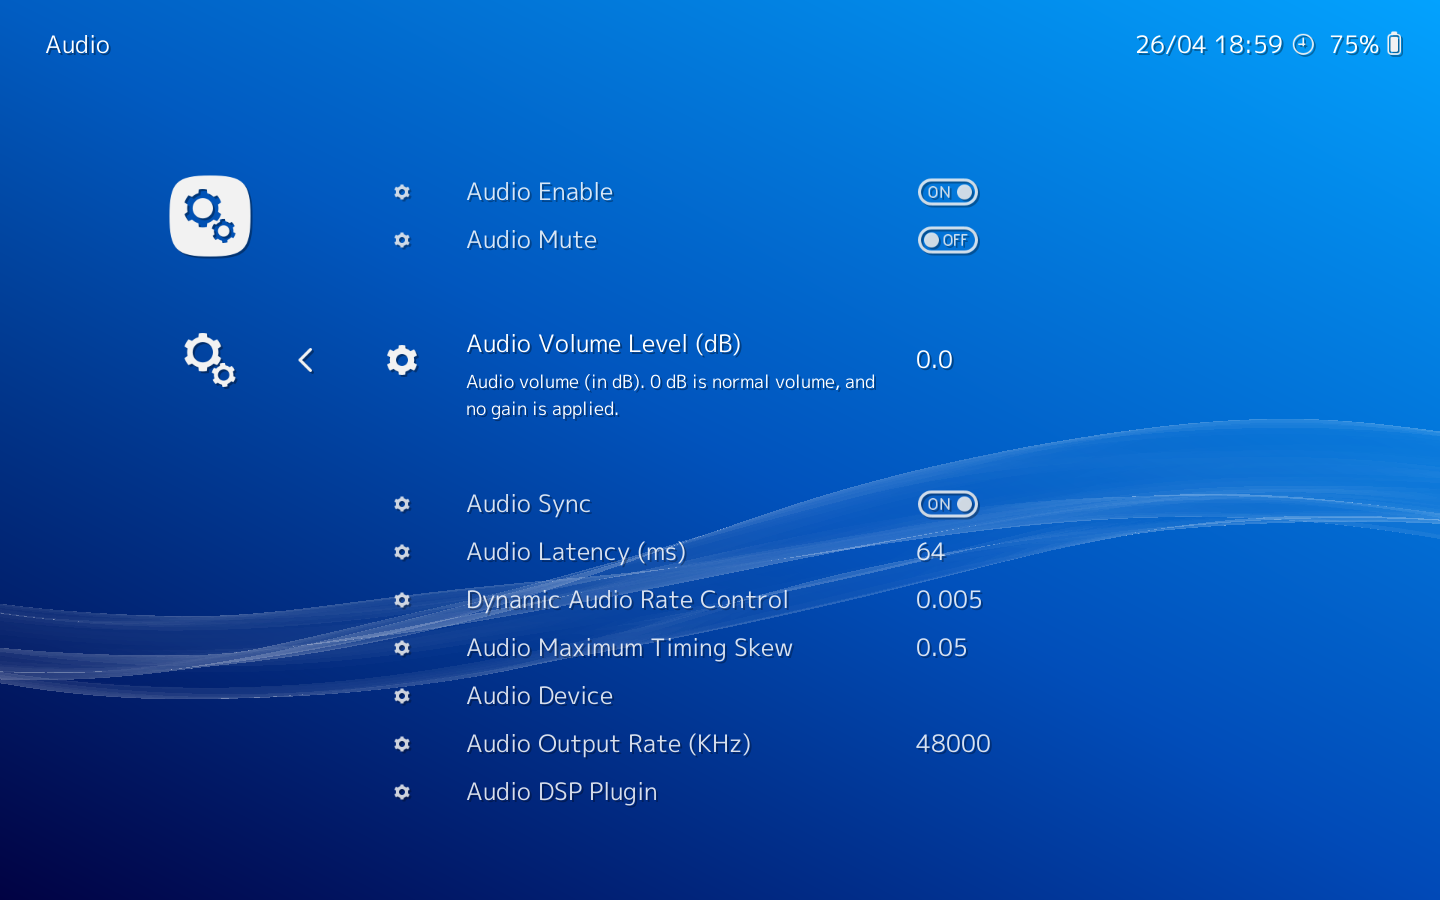 Audio
26/04 18:59 75%
Audio Enable ON
Audio Mute OFF
Audio Volume Level (dB) 0.0
Audio volume (in dB). 0 dB is normal volume, and
no gain is applied.
Audio Sync ON
Audio Latency (ms) 64
Dynamic Audio Rate Control 0.005
Audio Maximum Timing Skew 0.05
Audio Device
Audio Output Rate (KHz) 48000
Audio DSP Plugin